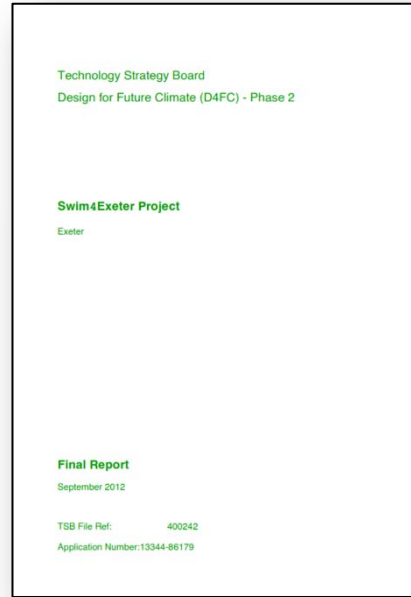 Technology Strategy Board
Design for Future Climate (D4FC) - Phase 2
Swim4Exeter Project
Exeter
Final Report
September 2012
TSB File Ref: 400242
Application Number:13344-86179